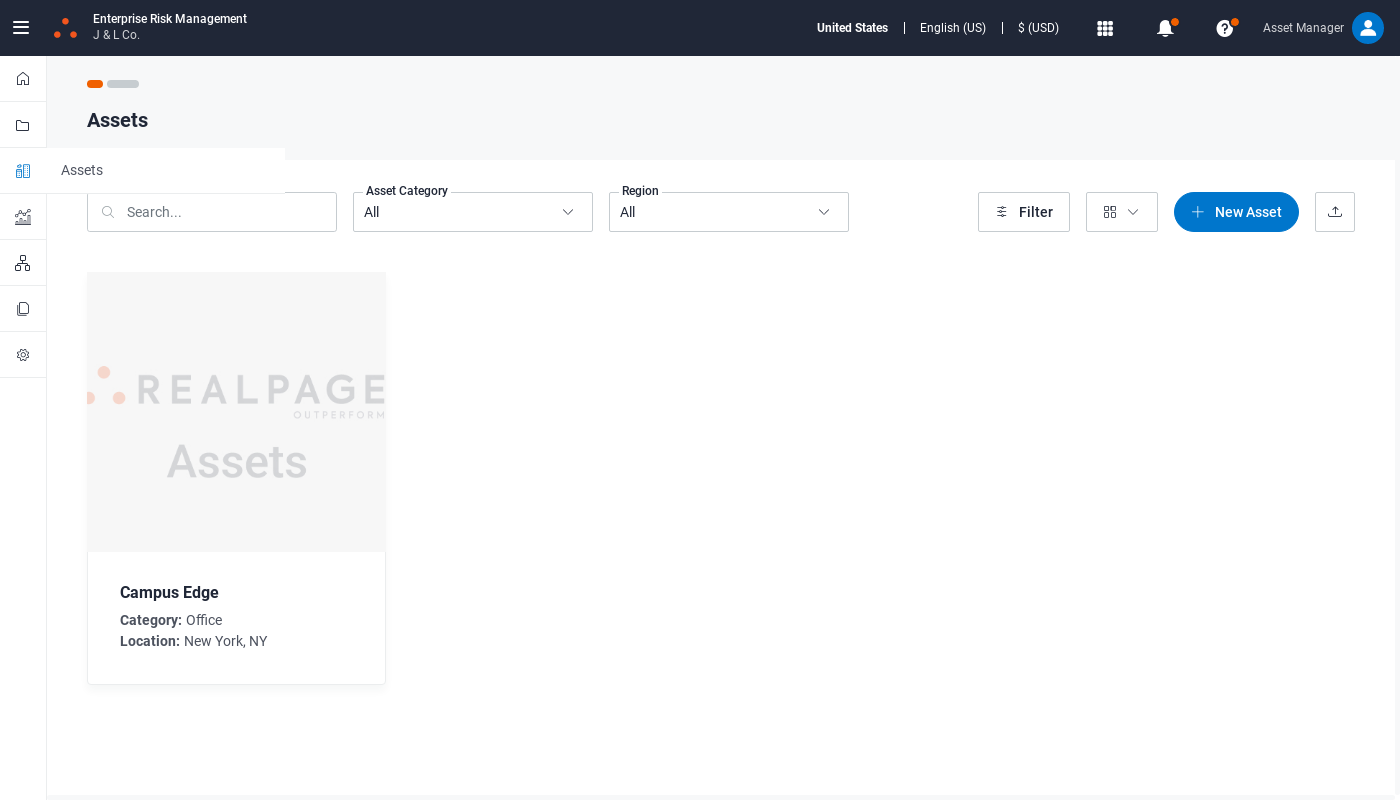 Enterprise Risk Management
J & L Co.
United States
English (US)
$ (USD)
Asset Manager
Assets
Assets
Search...
Asset Category
All
Region
All
Filter
New Asset
REALPAGE
OUTPERFORM
Assets
Campus Edge
Category: Office
Location: New York, NY